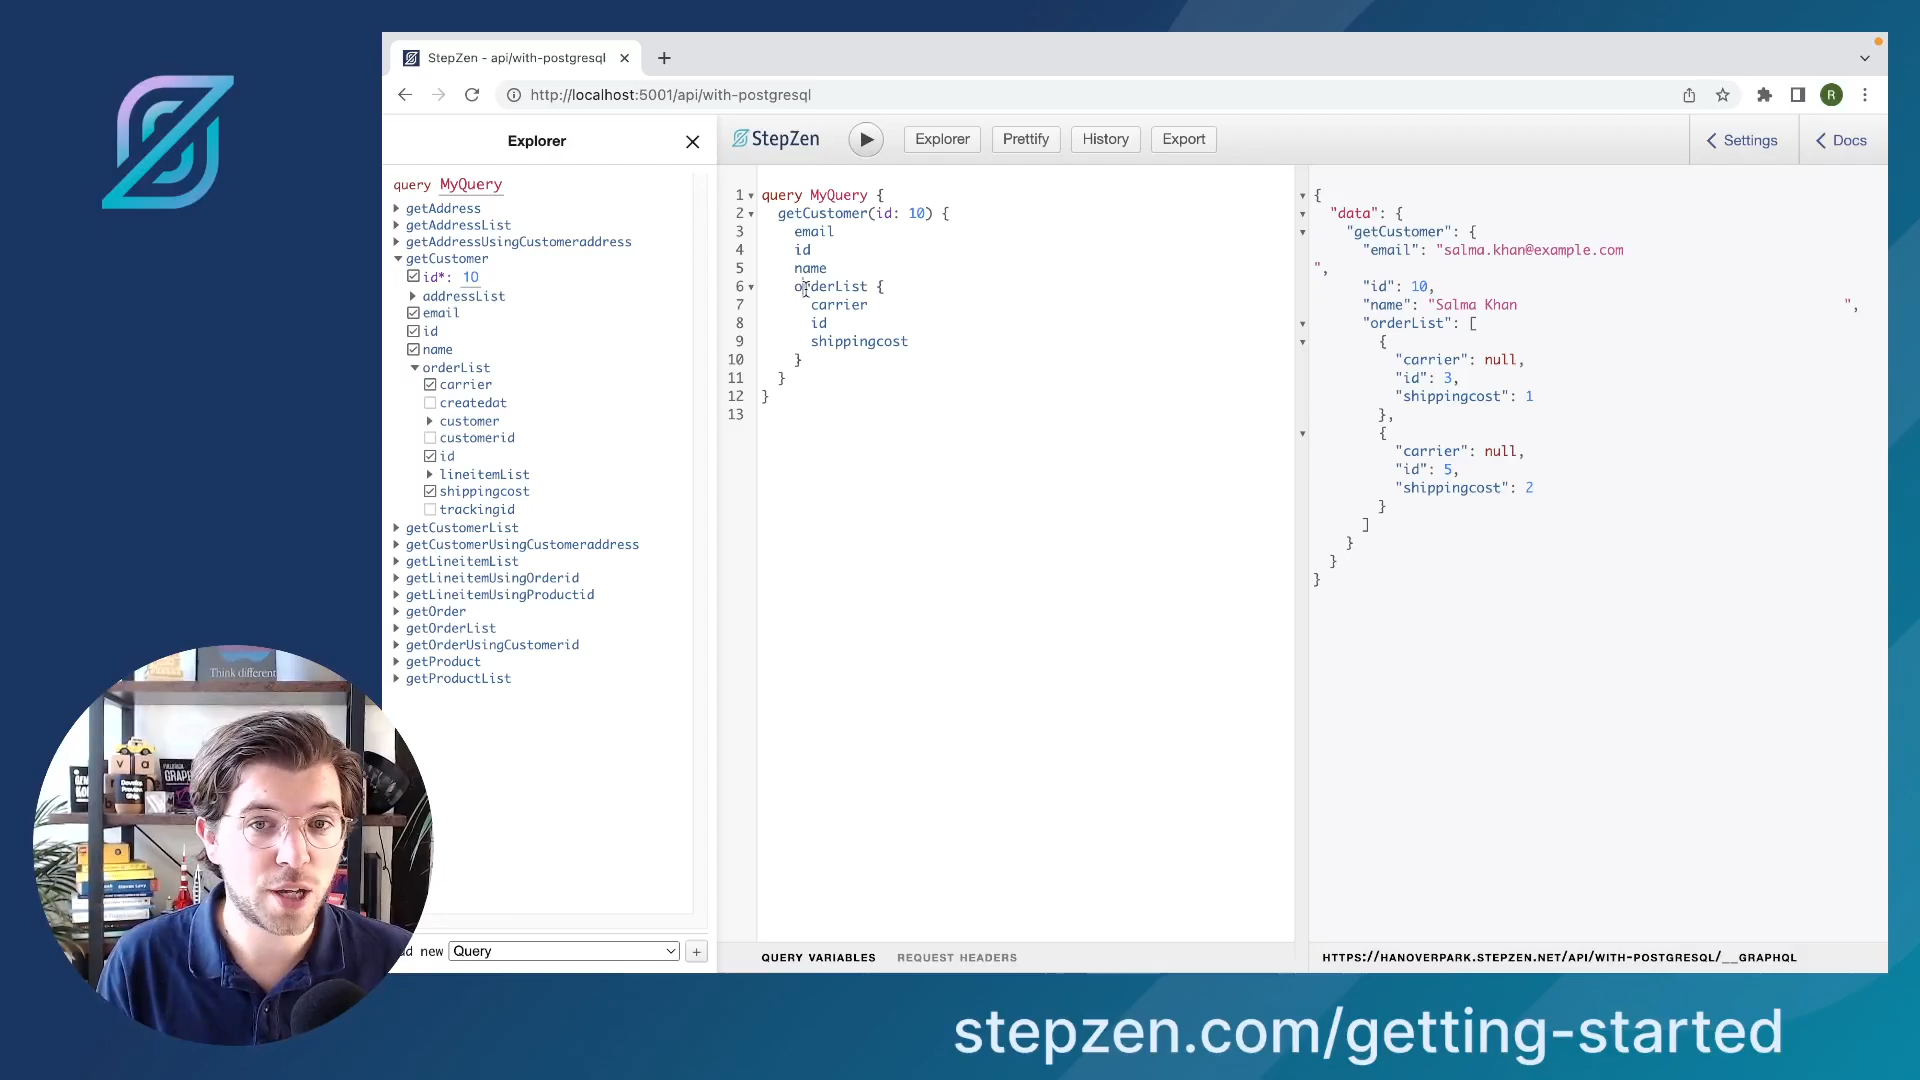 StepZen - api/with-postgresql
http://localhost:5001/api/with-postgresql
R
Explorer
StepZen
Explorer
Prettify
History
Export
Settings
Docs
query MyQuery
getAddress
getAddressList
getAddressUsingCustomeraddress
getCustomer
id*: 10
addressList
email
id
name
orderList
carrier
createdat
customer
customerid
id
lineitemList
shippingcost
trackingid
getCustomerList
getCustomerUsingCustomeraddress
getLineitemList
getLineitemUsingOrderid
getLineitemUsingProductid
getOrder
getOrderList
getOrderUsingCustomerid
getProduct
getProductList
Query
1 query MyQuery {
2 getCustomer(id: 10) {
3 email
4 id
5 name
6 orderList {
7 carrier
8 id
9 shippingcost
10 }
11 }
12 }
13
{
"data": {
"getCustomer": {
"email": "salma.khan@example.com
",
"id": 10,
"name": "Salma Khan ",
"orderList": [
{
"carrier": null,
"id": 3,
"shippingcost": 1
},
{
"carrier": null,
"id": 5,
"shippingcost": 2
}
]
}
}
}
QUERY VARIABLES
REQUEST HEADERS
HTTPS://HANOVERPARK.STEPZEN.NET/API/WITH-POSTGRESQL/__GRAPHQL
Think different
v a
Develop
Preview
Ship
stepzen.com/getting-started